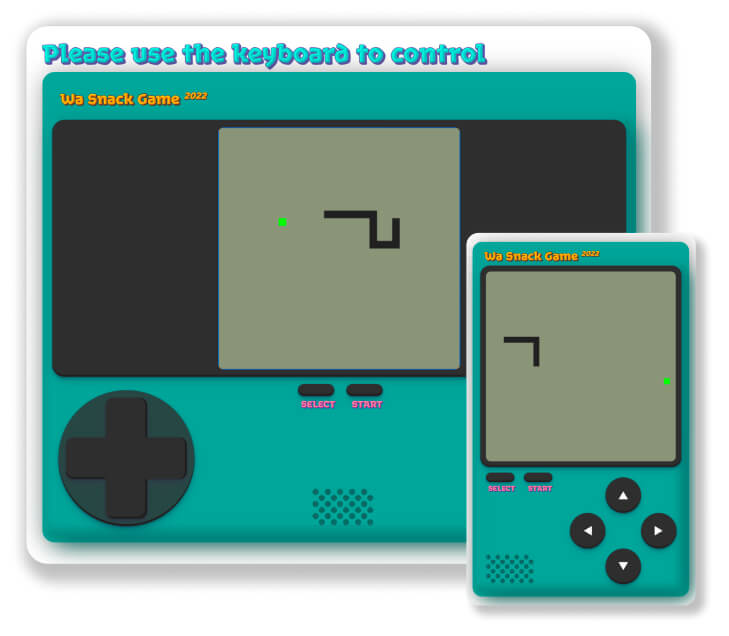 Please use the keyboard to control
Wa Snack Game 2022
SELECT START
Wa Snack Game 2022
SELECT START